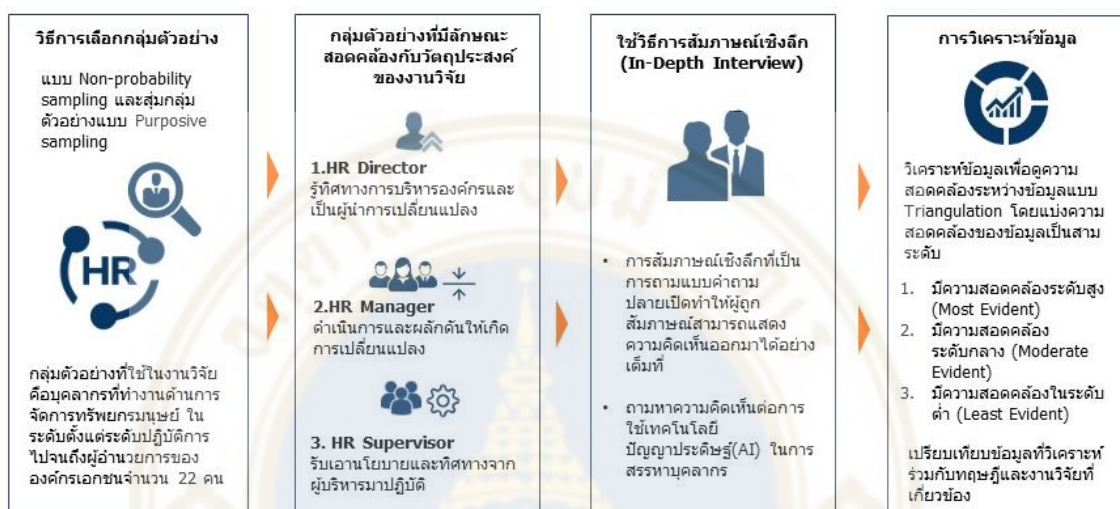 วิธีการเลือกกลุ่มตัวอย่าง
แบบ Non-probability
sampling และสุ่มกลุ่ม
ตัวอย่างแบบ Purposive
sampling
HR
กลุ่มตัวอย่างที่ใช้ในงานวิจัย
คือบุคลากรที่ทำงานด้านการ
จัดการทรัพยกรมนุษย์ ใน
ระดับตั้งแต่ระดับปฏิบัติการ
ไปจนถึงผู้อำนวยการของ
องค์กรเอกชนจำนวน 22 คน
กลุ่มตัวอย่างที่มีลักษณะ
สอดคล้องกับวัตถุประสงค์
ของงานวิจัย
1.HR Director
รู้ทิศทางการบริหารองค์กรและ
เป็นผู้นำการเปลี่ยนแปลง
2.HR Manager
ดำเนินการและผลักดันให้เกิด
การเปลี่ยนแปลง
3. HR Supervisor
รับเอานโยบายและทิศทางจาก
ผู้บริหารมาปฏิบัติ
ใช้วิธีการสัมภาษณ์เชิงลึก
(In-Depth Interview)
• การสัมภาษณ์เชิงลึกที่เป็น
การถามแบบคำถาม
ปลายเปิดทำให้ผู้ถูก
สัมภาษณ์สามารถแสดง
ความคิดเห็นออกมาได้อย่าง
เต็มที่
• ถามหาความคิดเห็นต่อการ
ใช้เทคโนโลยี
ปัญญาประดิษฐ์(AI) ในการ
สรรหาบุคลากร
การวิเคราะห์ข้อมูล
วิเคราะห์ข้อมูลเพื่อดูความ
สอดคล้องระหว่างข้อมูลแบบ
Triangulation โดยแบ่งความ
สอดคล้องของข้อมูลเป็นสาม
ระดับ
1. มีความสอดคล้องระดับสูง
(Most Evident)
2. มีความสอดคล้อง
ระดับกลาง (Moderate
Evident)
3. มีความสอดคล้องในระดับ
ต่ำ (Least Evident)
เปรียบเทียบข้อมูลที่วิเคราะห์
ร่วมกับทฤษฎีและงานวิจัยที่
เกี่ยวข้อง